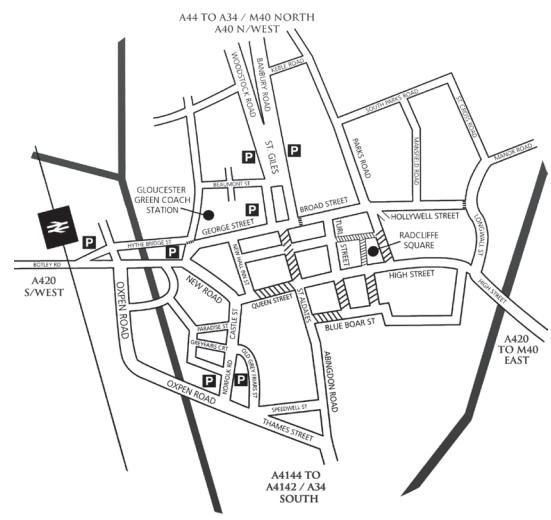 A44 TO A34 / M40 NORTH
A40 N/WEST
WOODSTOCK ROAD
BANBURY ROAD
KEBLE ROAD
SOUTH PARKS ROAD
ST. CROSS ROAD
MANSFIELD ROAD
MANOR ROAD
PARKS ROAD
ST. GILES
P
P
BEAUMONT ST
GLOUCESTER
GREEN COACH
STATION
P
GEORGE STREET
BROAD STREET
HOLLYWELL STREET
LONGWALL ST
TURL
STREET
RADCLIFFE
SQUARE
P
HYTHE BRIDGE ST
P
BOTLEY RD
A420
S/WEST
NEW HALL INN ST
HIGH STREET
HIGH STREET
OXPEN ROAD
NEW ROAD
QUEEN STREET
ST ALDATES
BLUE BOAR ST
CASTLE ST
PARADISE ST
GREYFAIRS CRT
OLD GREY FRIARS ST
NORFOLK RD
P
P
OXPEN ROAD
ABINGDON ROAD
SPEEDWELL ST
THAMES STREET
A420
TO M40
EAST
A4144 TO
A4142 / A34
SOUTH